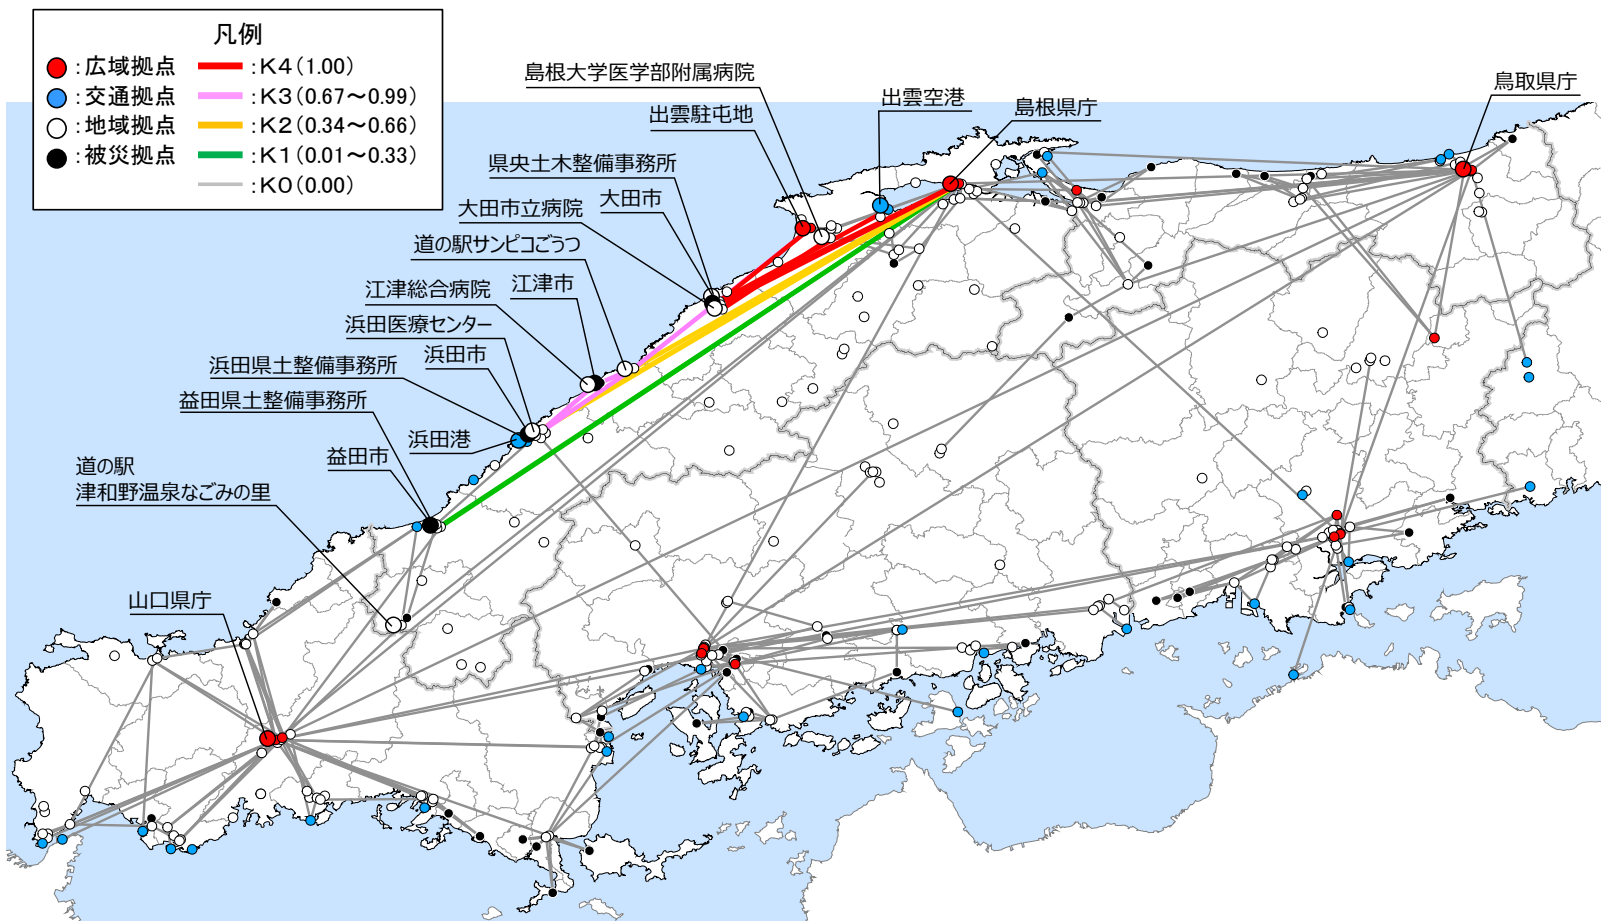 凡例
：広域拠点
：K4（1.00）
：交通拠点
：K3（0.67～0.99）
：地域拠点
：K2（0.34～0.66）
：被災拠点
：K1（0.01～0.33）
：K0（0.00）
島根大学医学部附属病院
出雲駐屯地
県央土木整備事務所
大田市立病院
大田市
道の駅サンピコごうつ
江津総合病院
江津市
浜田医療センター
浜田県土整備事務所
浜田市
益田県土整備事務所
浜田港
益田市
道の駅
津和野温泉なごみの里
山口県庁
出雲空港
島根県庁
鳥取県庁